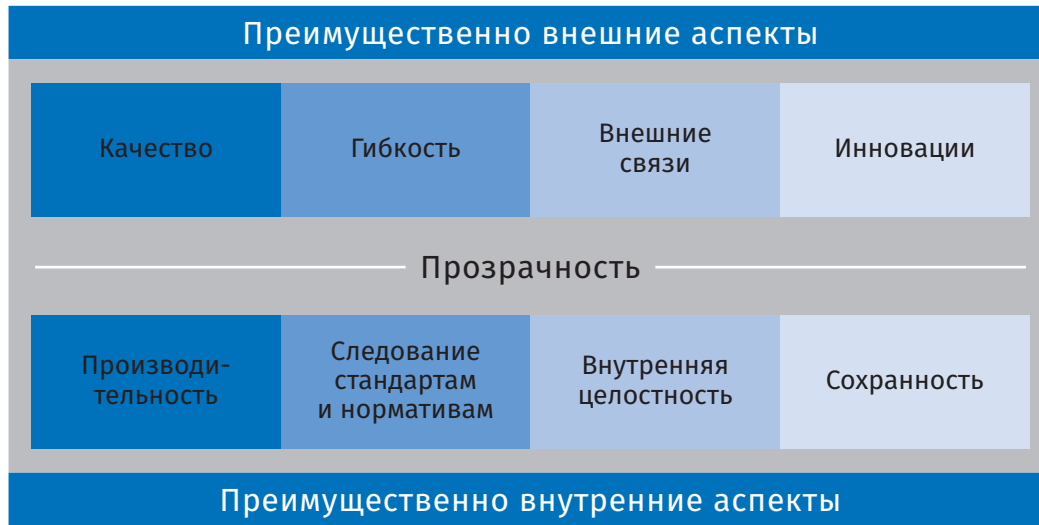 Преимущественно внешние аспекты
Качество
Гибкость
Внешние
связи
Инновации
Прозрачность
Производи-
тельность
Следование
стандартам
и нормативам
Внутренняя
целостность
Сохранность
Преимущественно внутренние аспекты